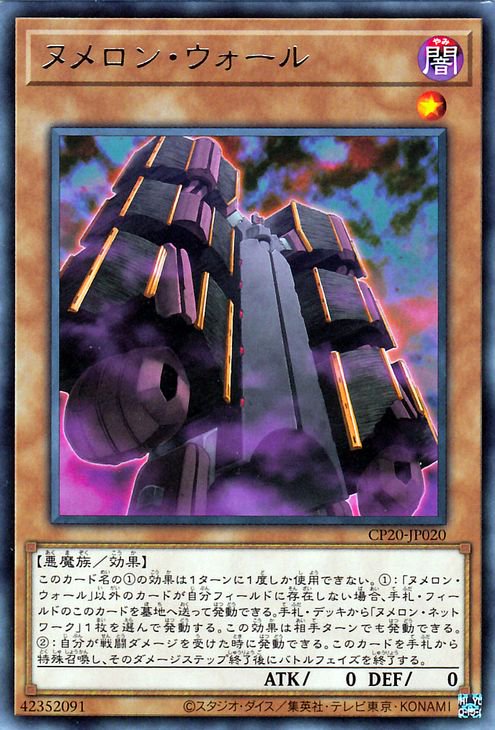 ヌメロン・ウォール
闇
CP20-JP020
【悪魔族/効果】
このカード名の①の効果は1ターンに1度しか使用できない。①:「ヌメロン・
ウォール」以外のカードが自分フィールドに存在しない場合、手札・フィー
ルドのこのカードを墓地へ送って発動できる。手札・デッキから「ヌメロン・ネット
ワーク」1枚を選んで発動する。この効果は相手ターンでも発動できる。
②:自分が戦闘ダメージを受けた時に発動できる。このカードを手札から
特殊召喚し、そのダメージステップ終了後にバトルフェイズを終了する。
ATK/ 0 DEF/ 0
42352091 ©スタジオ・ダイス/集英社・テレビ東京・KONAMI